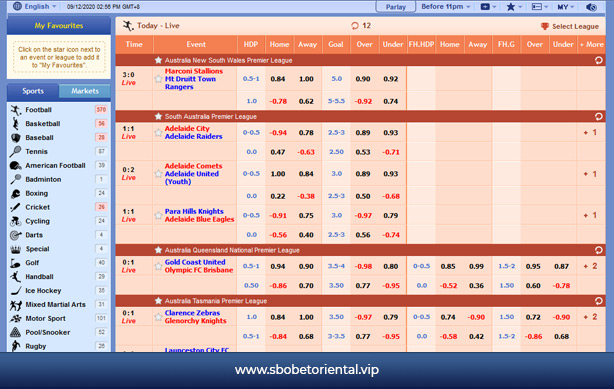 English 09/12/2020 02:55 PM GMT+8 Parlay Before 11pm MY
My Favourites
Click on the star icon next to
an event or league to add it
to "My Favourites".
Sports Markets
Football 570
Basketball 56
Baseball 25
Tennis 87
American Football 39
Badminton 1
Boxing 24
Cricket 26
Cycling 24
Darts 4
Special 4
Golf 40
Handball 29
Ice Hockey 35
Mixed Martial Arts 31
Motor Sport 101
Pool/Snooker 52
Rugby 26
Today - Live 12 Select League
Time Event HDP Home Away Goal Over Under FH.HDP Home Away FH.G Over Under + More
Australia New South Wales Premier League
3:0 Marconi Stallions 0.5-1 0.84 1.00 5.0 0.90 0.92
Live Mt Druitt Town
Rangers
1.0 -0.78 0.62 5-5.5 -0.92 0.74
South Australia Premier League
1:1 Adelaide City 0-0.5 -0.94 0.78 2.5-3 0.89 0.93 + 1
Live Adelaide Raiders
0.0 0.47 -0.63 2.50 0.53 -0.71
0:2 Adelaide Comets 0-0.5 1.00 0.84 3.0 0.89 0.93 + 1
Live Adelaide United
(Youth)
0.0 0.22 -0.38 2.5-3 0.50 -0.68
1:1 Para Hills Knights 0-0.5 -0.91 0.75 3.0 -0.97 0.79 + 1
Live Adelaide Blue Eagles
0.0 -0.56 0.40 2.5-3 0.56 -0.74
Australia Queensland National Premier League
0:1 Gold Coast United 0.5-1 0.94 0.90 3.5-4 -0.98 0.80 0-0.5 0.85 0.99 1.5-2 0.95 0.87 + 2
Live Olympic FC Brisbane
0.50 -0.86 0.70 3.50 0.77 -0.95 0.0 -0.52 0.36 1.50 0.60 -0.78
Australia Tasmania Premier League
0:1 Clarence Zebras 1.0 0.84 1.00 3.50 -0.97 0.79 0-0.5 0.74 -0.90 1.50 0.72 -0.90 + 2
Live Glenorchy Knights
0.5-1 -0.84 0.68 3-3.5 0.77 -0.95 0.0 -0.58 0.42 1.5-2 -0.86 0.68
Launceston City FC
www.sbobetoriental.vip